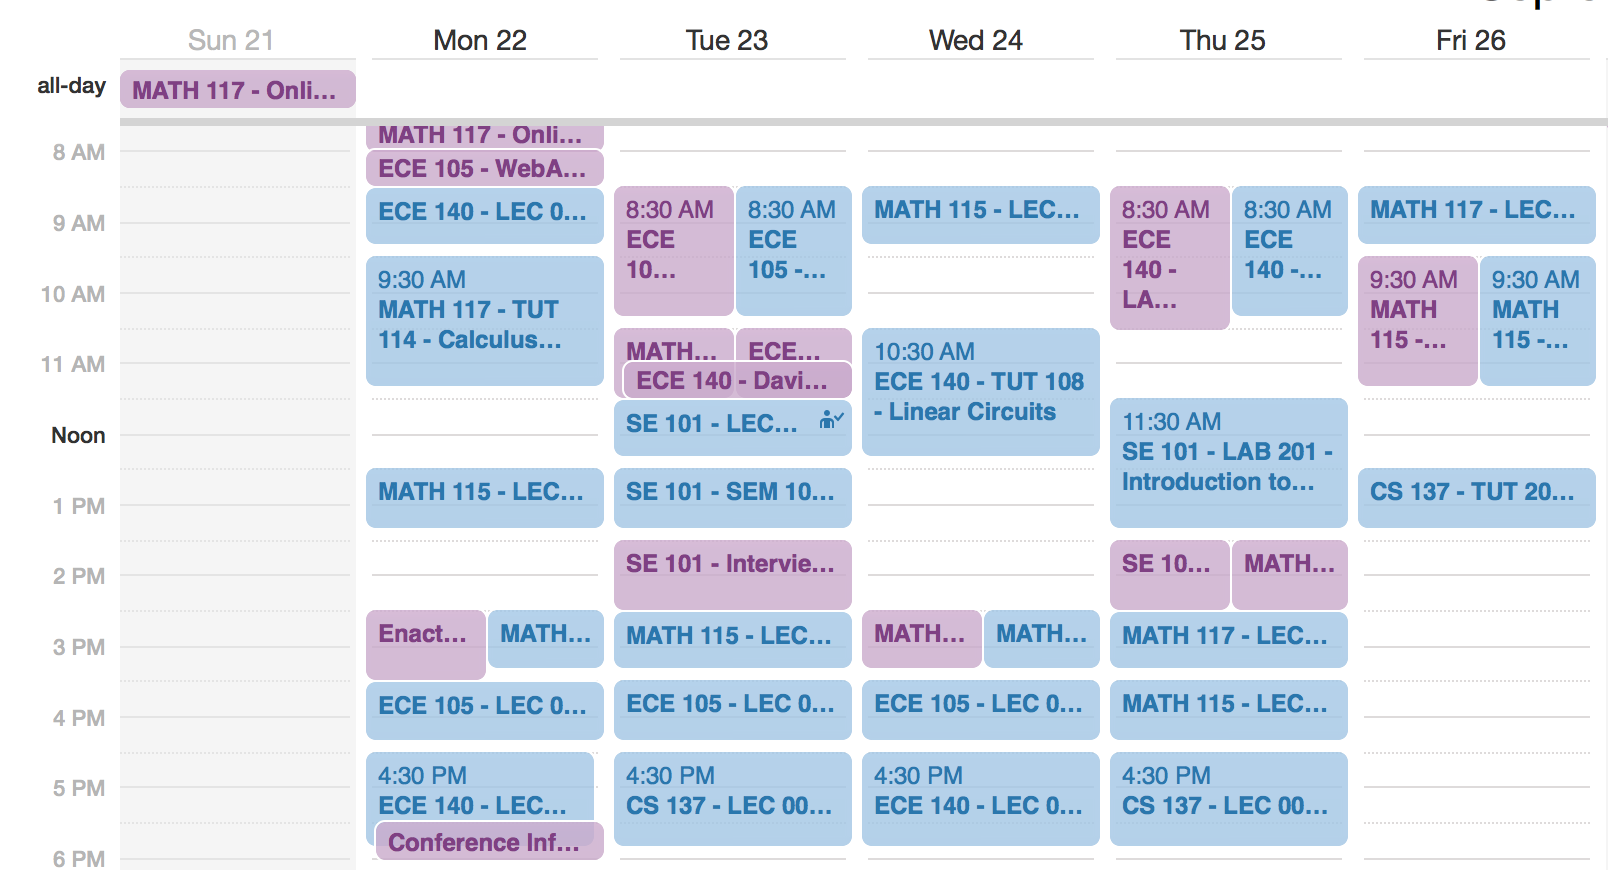 Sun 21
Mon 22
Tue 23
Wed 24
Thu 25
Fri 26
all-day
MATH 117 - Onli...
8 AM
9 AM
10 AM
11 AM
Noon
1 PM
2 PM
3 PM
4 PM
5 PM
6 PM
MATH 117 - Onli...
ECE 105 - WebA...
ECE 140 - LEC 0...
9:30 AM
MATH 117 - TUT
114 - Calculus...
MATH 115 - LEC...
Enact...
MATH...
ECE 105 - LEC 0...
4:30 PM
ECE 140 - LEC...
Conference Inf...
8:30 AM
ECE
10...
8:30 AM
ECE
105 -...
MATH...
ECE...
ECE 140 - Davi...
SE 101 - LEC...
SE 101 - SEM 10...
SE 101 - Intervie...
MATH 115 - LEC...
ECE 105 - LEC 0...
4:30 PM
CS 137 - LEC 00...
MATH 115 - LEC...
10:30 AM
ECE 140 - TUT 108
- Linear Circuits
MATH...
MATH...
ECE 105 - LEC 0...
4:30 PM
ECE 140 - LEC 0...
8:30 AM
ECE
140 -
LA...
8:30 AM
ECE
140 -...
11:30 AM
SE 101 - LAB 201 -
Introduction to...
SE 10...
MATH...
MATH 117 - LEC...
MATH 115 - LEC...
4:30 PM
CS 137 - LEC 00...
MATH 117 - LEC...
9:30 AM
MATH
115 -...
9:30 AM
MATH
115 -...
CS 137 - TUT 20...